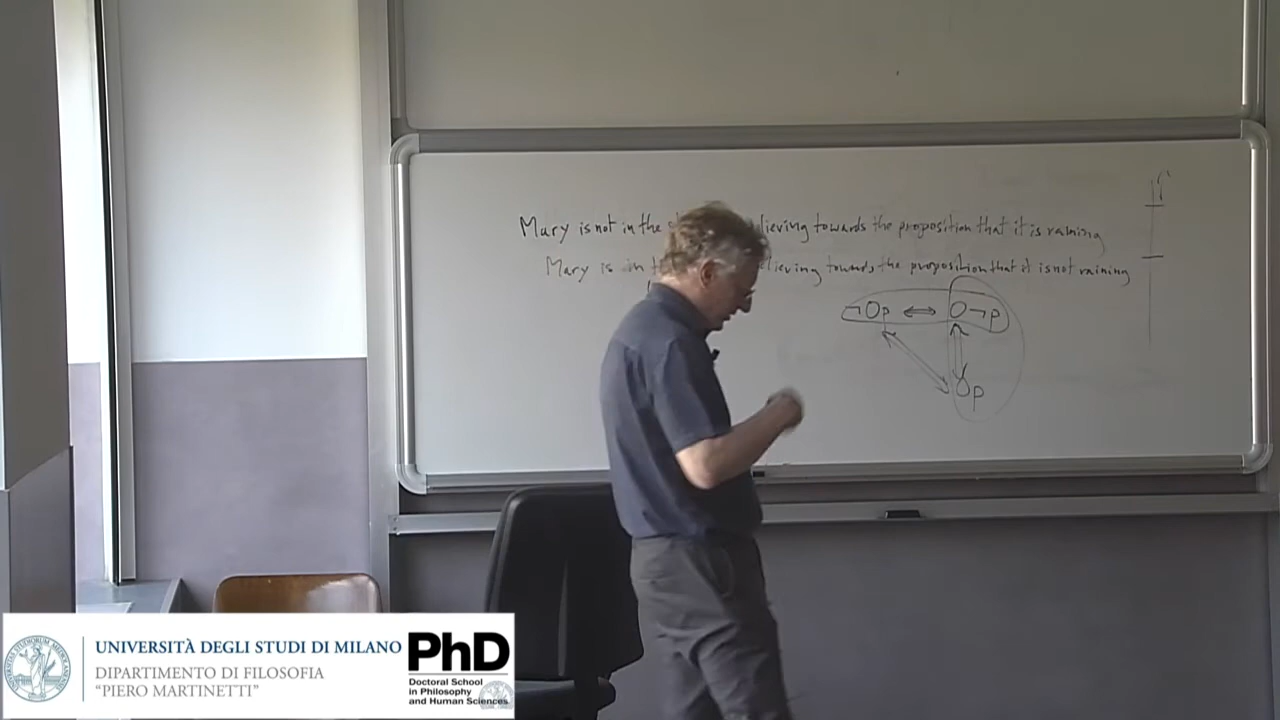 Mary is not in the lieving towards the proposition that it is raining
Mary is in elieving towards the proposition that it is not raining
¬Op ⟺ O¬p
Op
UNIVERSITÀ DEGLI STUDI DI MILANO
DIPARTIMENTO DI FILOSOFIA
"PIERO MARTINETTI"
PhD
Doctoral School
in Philosophy
and Human Sciences